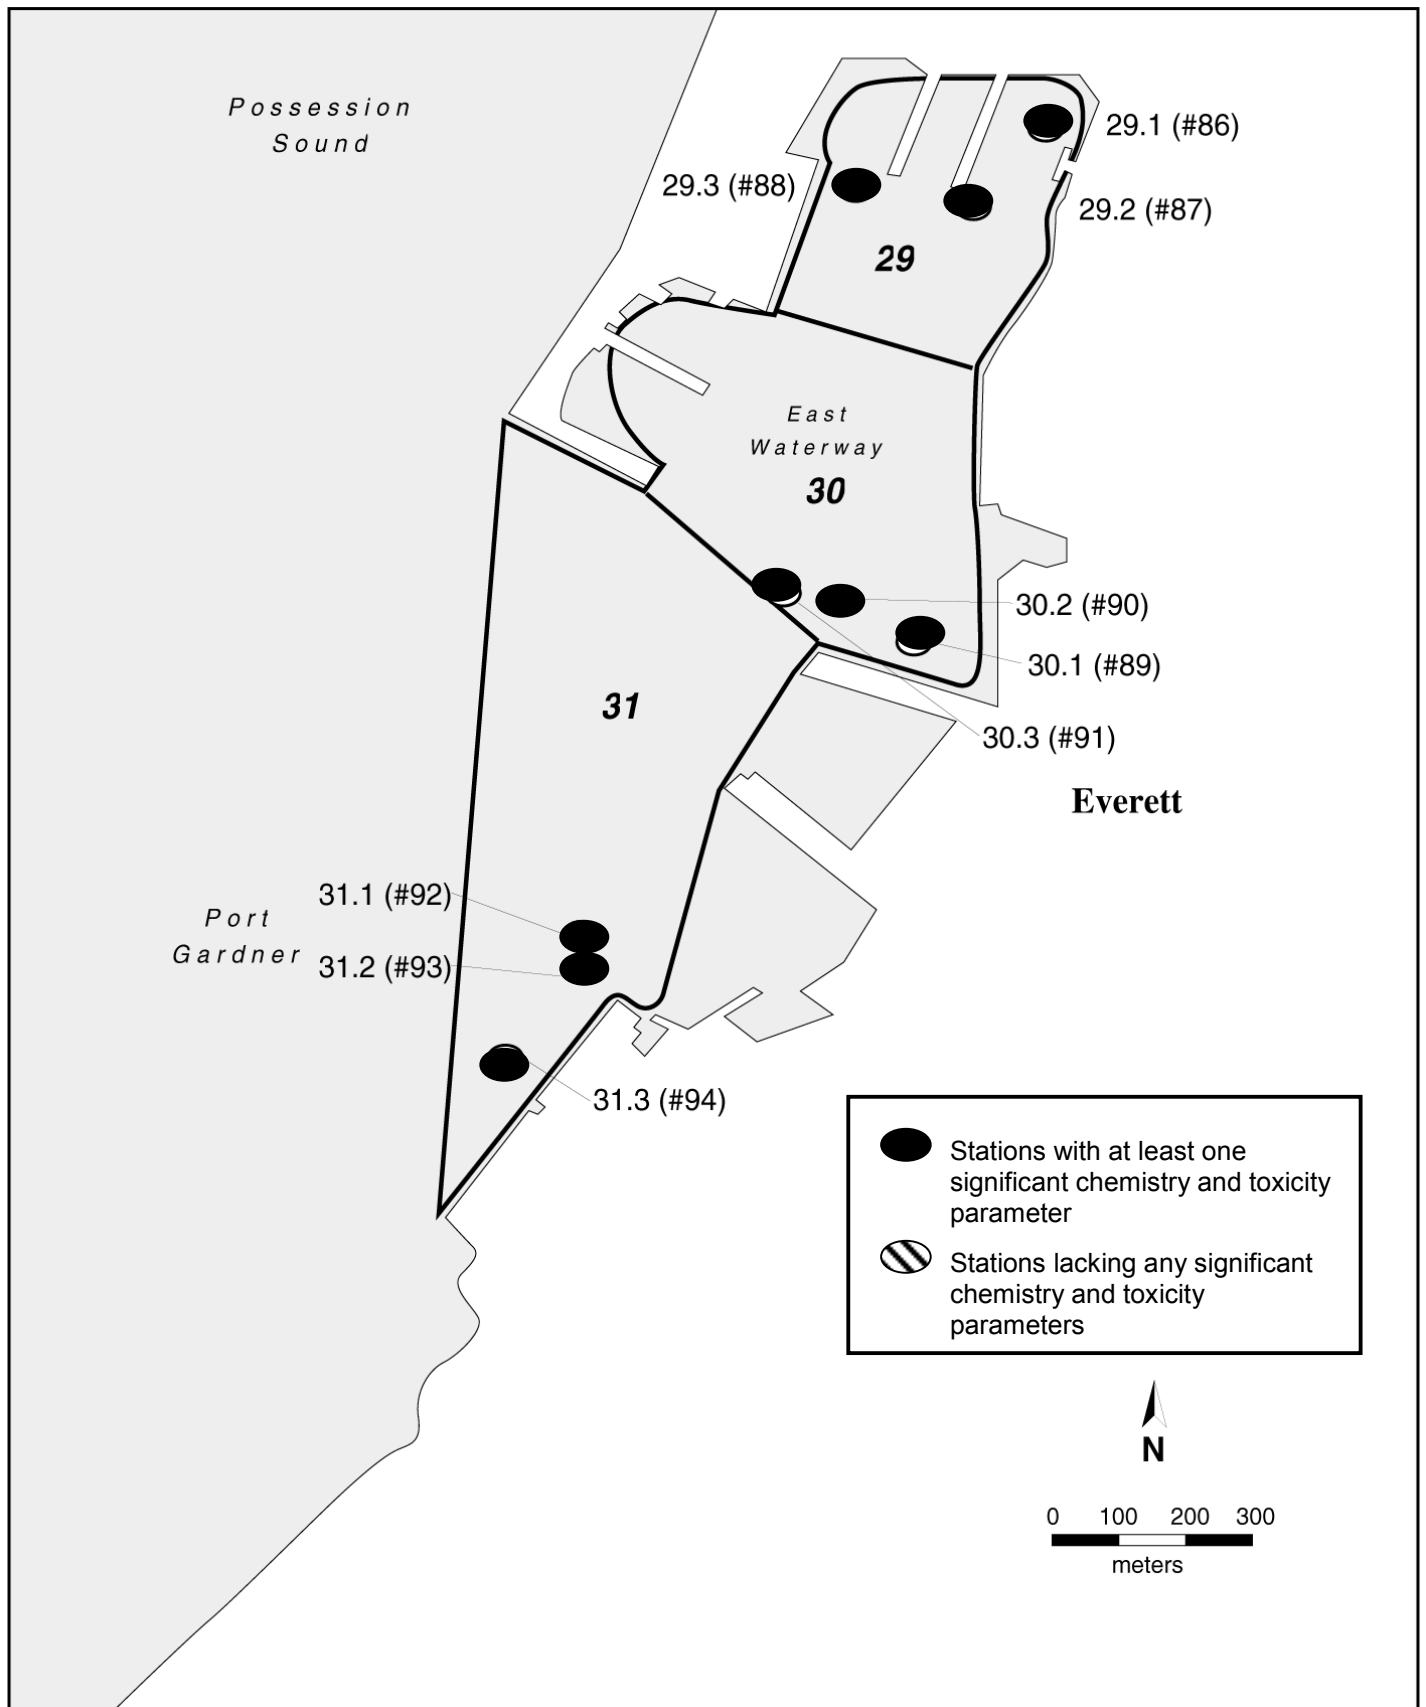 Possession
Sound
29.1 (#86)
29.3 (#88)
29.2 (#87)
29
East
Waterway
30
30.2 (#90)
30.1 (#89)
31
30.3 (#91)
Everett
31.1 (#92)
Port
Gardner
31.2 (#93)
31.3 (#94)
Stations with at least one
significant chemistry and toxicity
parameter
Stations lacking any significant
chemistry and toxicity
parameters
N
0 100 200 300
meters